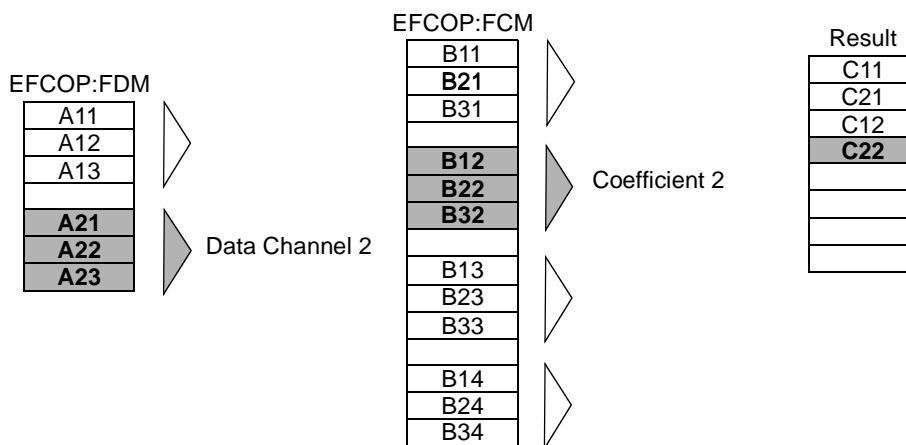 EFCOP:FDM
A11
A12
A13
A21
A22
A23
Data Channel 2
EFCOP:FCM
B11
B21
B31
B12
B22
B32
Coefficient 2
B13
B23
B33
B14
B24
B34
Result
C11
C21
C12
C22